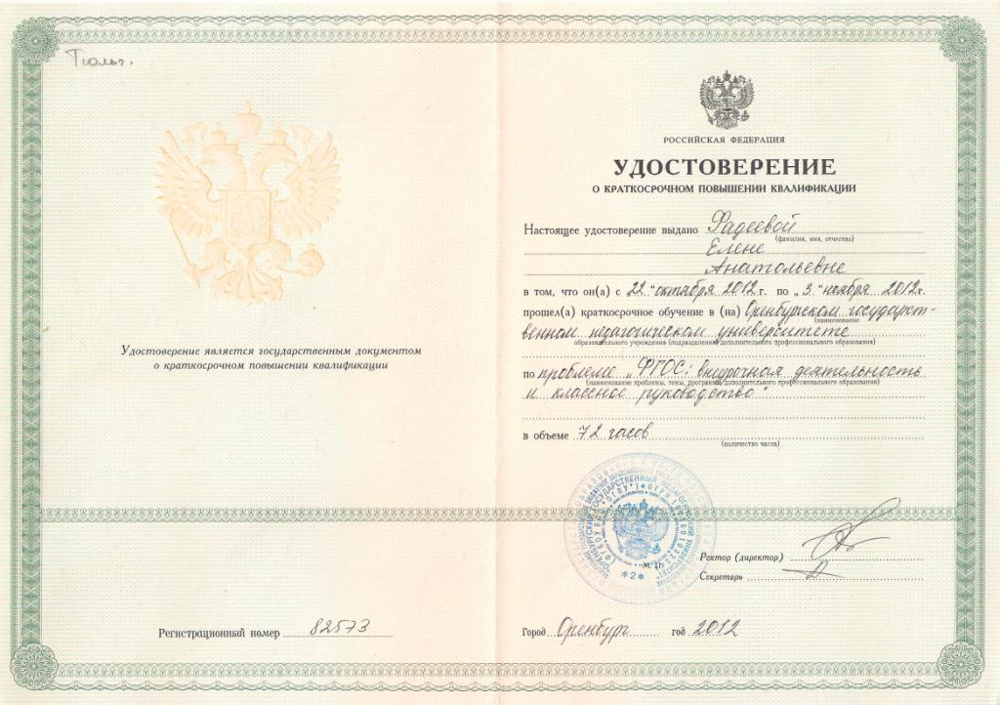 Тюльг.
Удостоверение является государственным документом
о краткосрочном повышении квалификации
Регистрационный номер 82573
РОССИЙСКАЯ ФЕДЕРАЦИЯ
УДОСТОВЕРЕНИЕ
О КРАТКОСРОЧНОМ ПОВЫШЕНИИ КВАЛИФИКАЦИИ
Настоящее удостоверение выдано Фадеевой
(фамилия, имя, отчество)
Елене
Анатольевне
в том, что он(а) с 22 "октября 2012 г. по „3 "ноября 2012 г.
прошел(а) краткосрочное обучение в (на) Оренбургском государст-
(наименование
венном педагогическом университете
образовательного учреждения (подразделения) дополнительного профессионального образования)
по проблеме „ФГОС: внеурочная деятельность
(наименование проблемы, темы, программы дополнительного профессионального образования)
и классное руководство"
в объеме 72 часов
(количество часов)
М. П.
Ректор (директор)
Секретарь
Город Оренбург год 2012